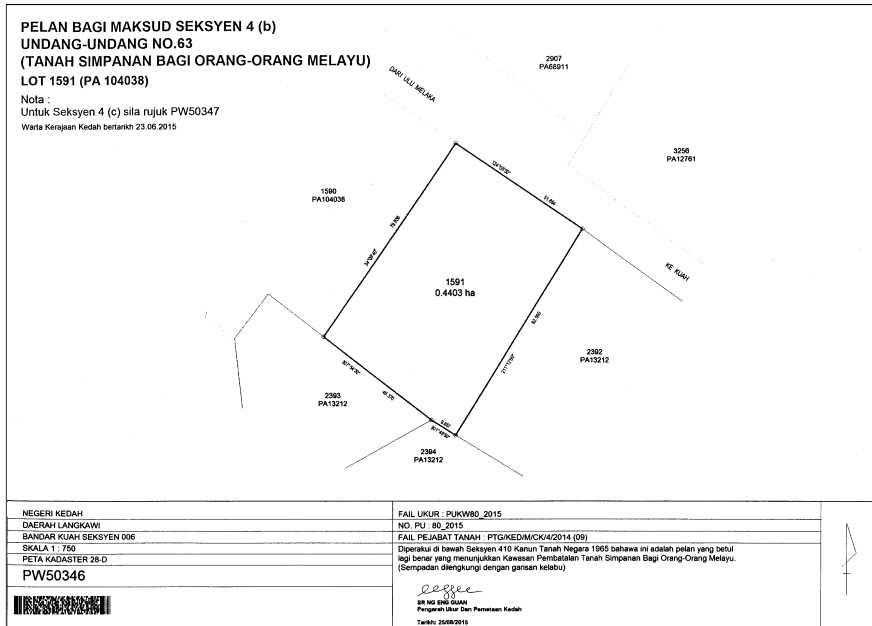 PELAN BAGI MAKSUD SEKSYEN 4 (b)
UNDANG-UNDANG NO.63
(TANAH SIMPANAN BAGI ORANG-ORANG MELAYU)
LOT 1591 (PA 104038)
Nota :
Untuk Seksyen 4 (c) sila rujuk PW50347
Warta Kerajaan Kedah bertarikh 23.06.2015
2907
PA68911
DARI ULU MELAKA
3256
PA12761
1590
PA104038
KE KUAH
1591
0.4403 ha
2392
PA13212
2393
PA13212
2394
PA13212
NEGERI KEDAH
DAERAH LANGKAWI
BANDAR KUAH SEKSYEN 006
SKALA 1 : 750
PETA KADASTER 28-D
PW50346
FAIL UKUR : PUKW80_2015
NO. PU : 80_2015
FAIL PEJABAT TANAH : PTG/KED/M/CK/4/2014 (09)
Diperakui di bawah Seksyen 410 Kanun Tanah Negara 1965 bahawa ini adalah pelan yang betul
lagi benar yang menunjukkan Kawasan Pembatalan Tanah Simpanan Bagi Orang-Orang Melayu.
(Sempadan dilengkungi dengan garisan kelabu)
SR NG ENG GUAN
Pengarah Ukur Dan Pemetaan Kedah
Tarikh: 25/08/2015